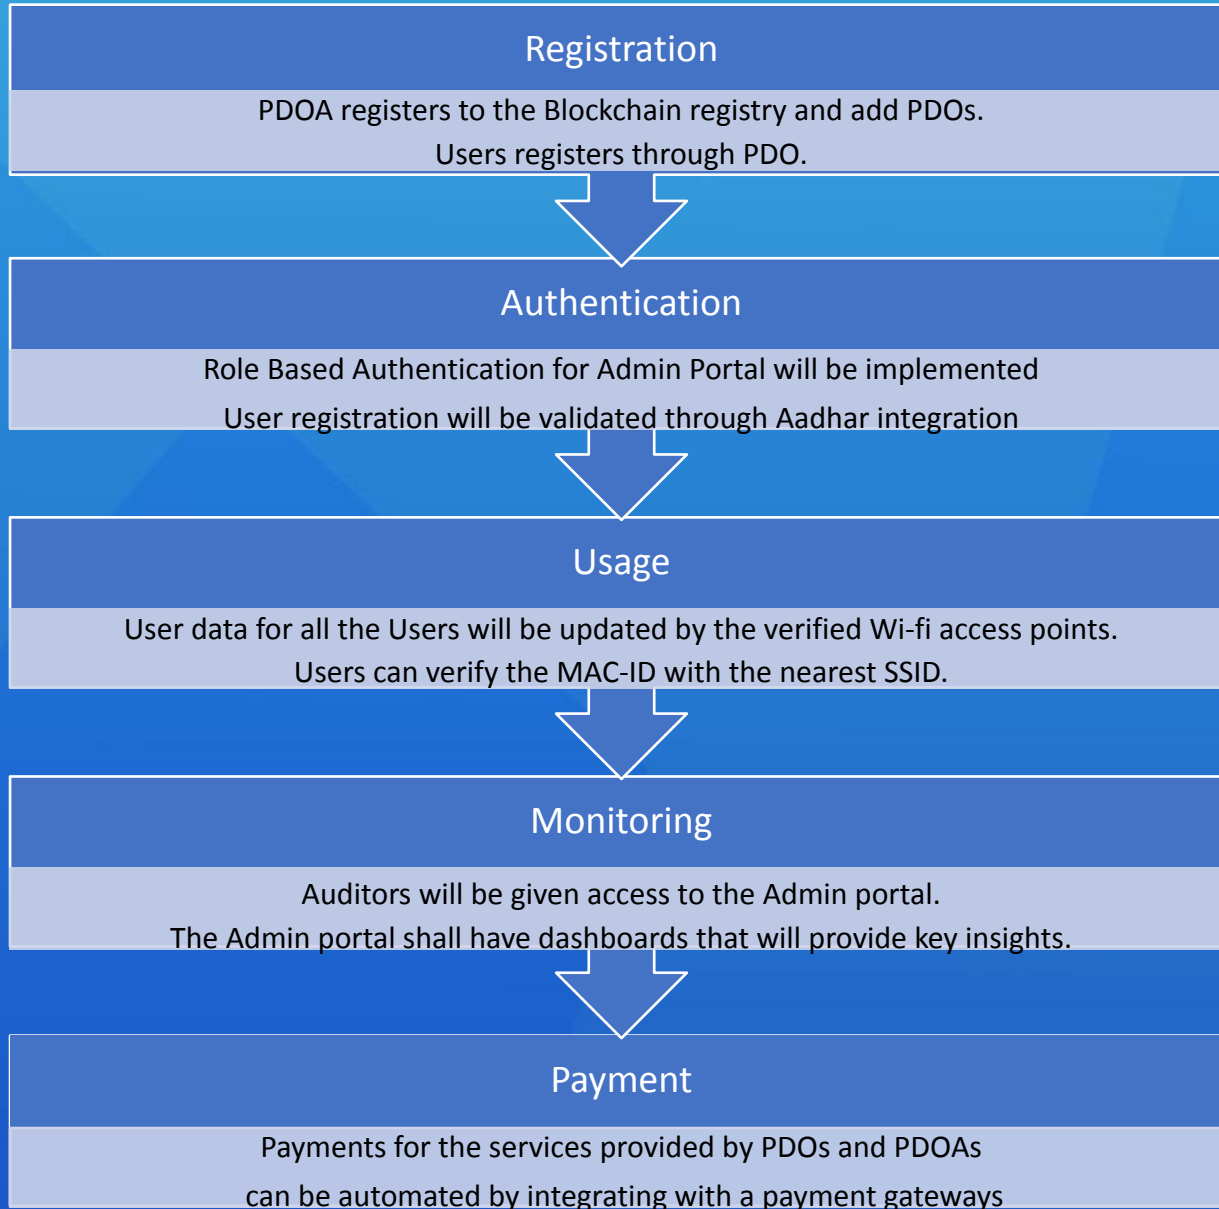 Registration
PDOA registers to the Blockchain registry and add PDOs.
Users registers through PDO.
Authentication
Role Based Authentication for Admin Portal will be implemented
User registration will be validated through Aadhar integration
Usage
User data for all the Users will be updated by the verified Wi-fi access points.
Users can verify the MAC-ID with the nearest SSID.
Monitoring
Auditors will be given access to the Admin portal.
The Admin portal shall have dashboards that will provide key insights.
Payment
Payments for the services provided by PDOs and PDOAs
can be automated by integrating with a payment gateways